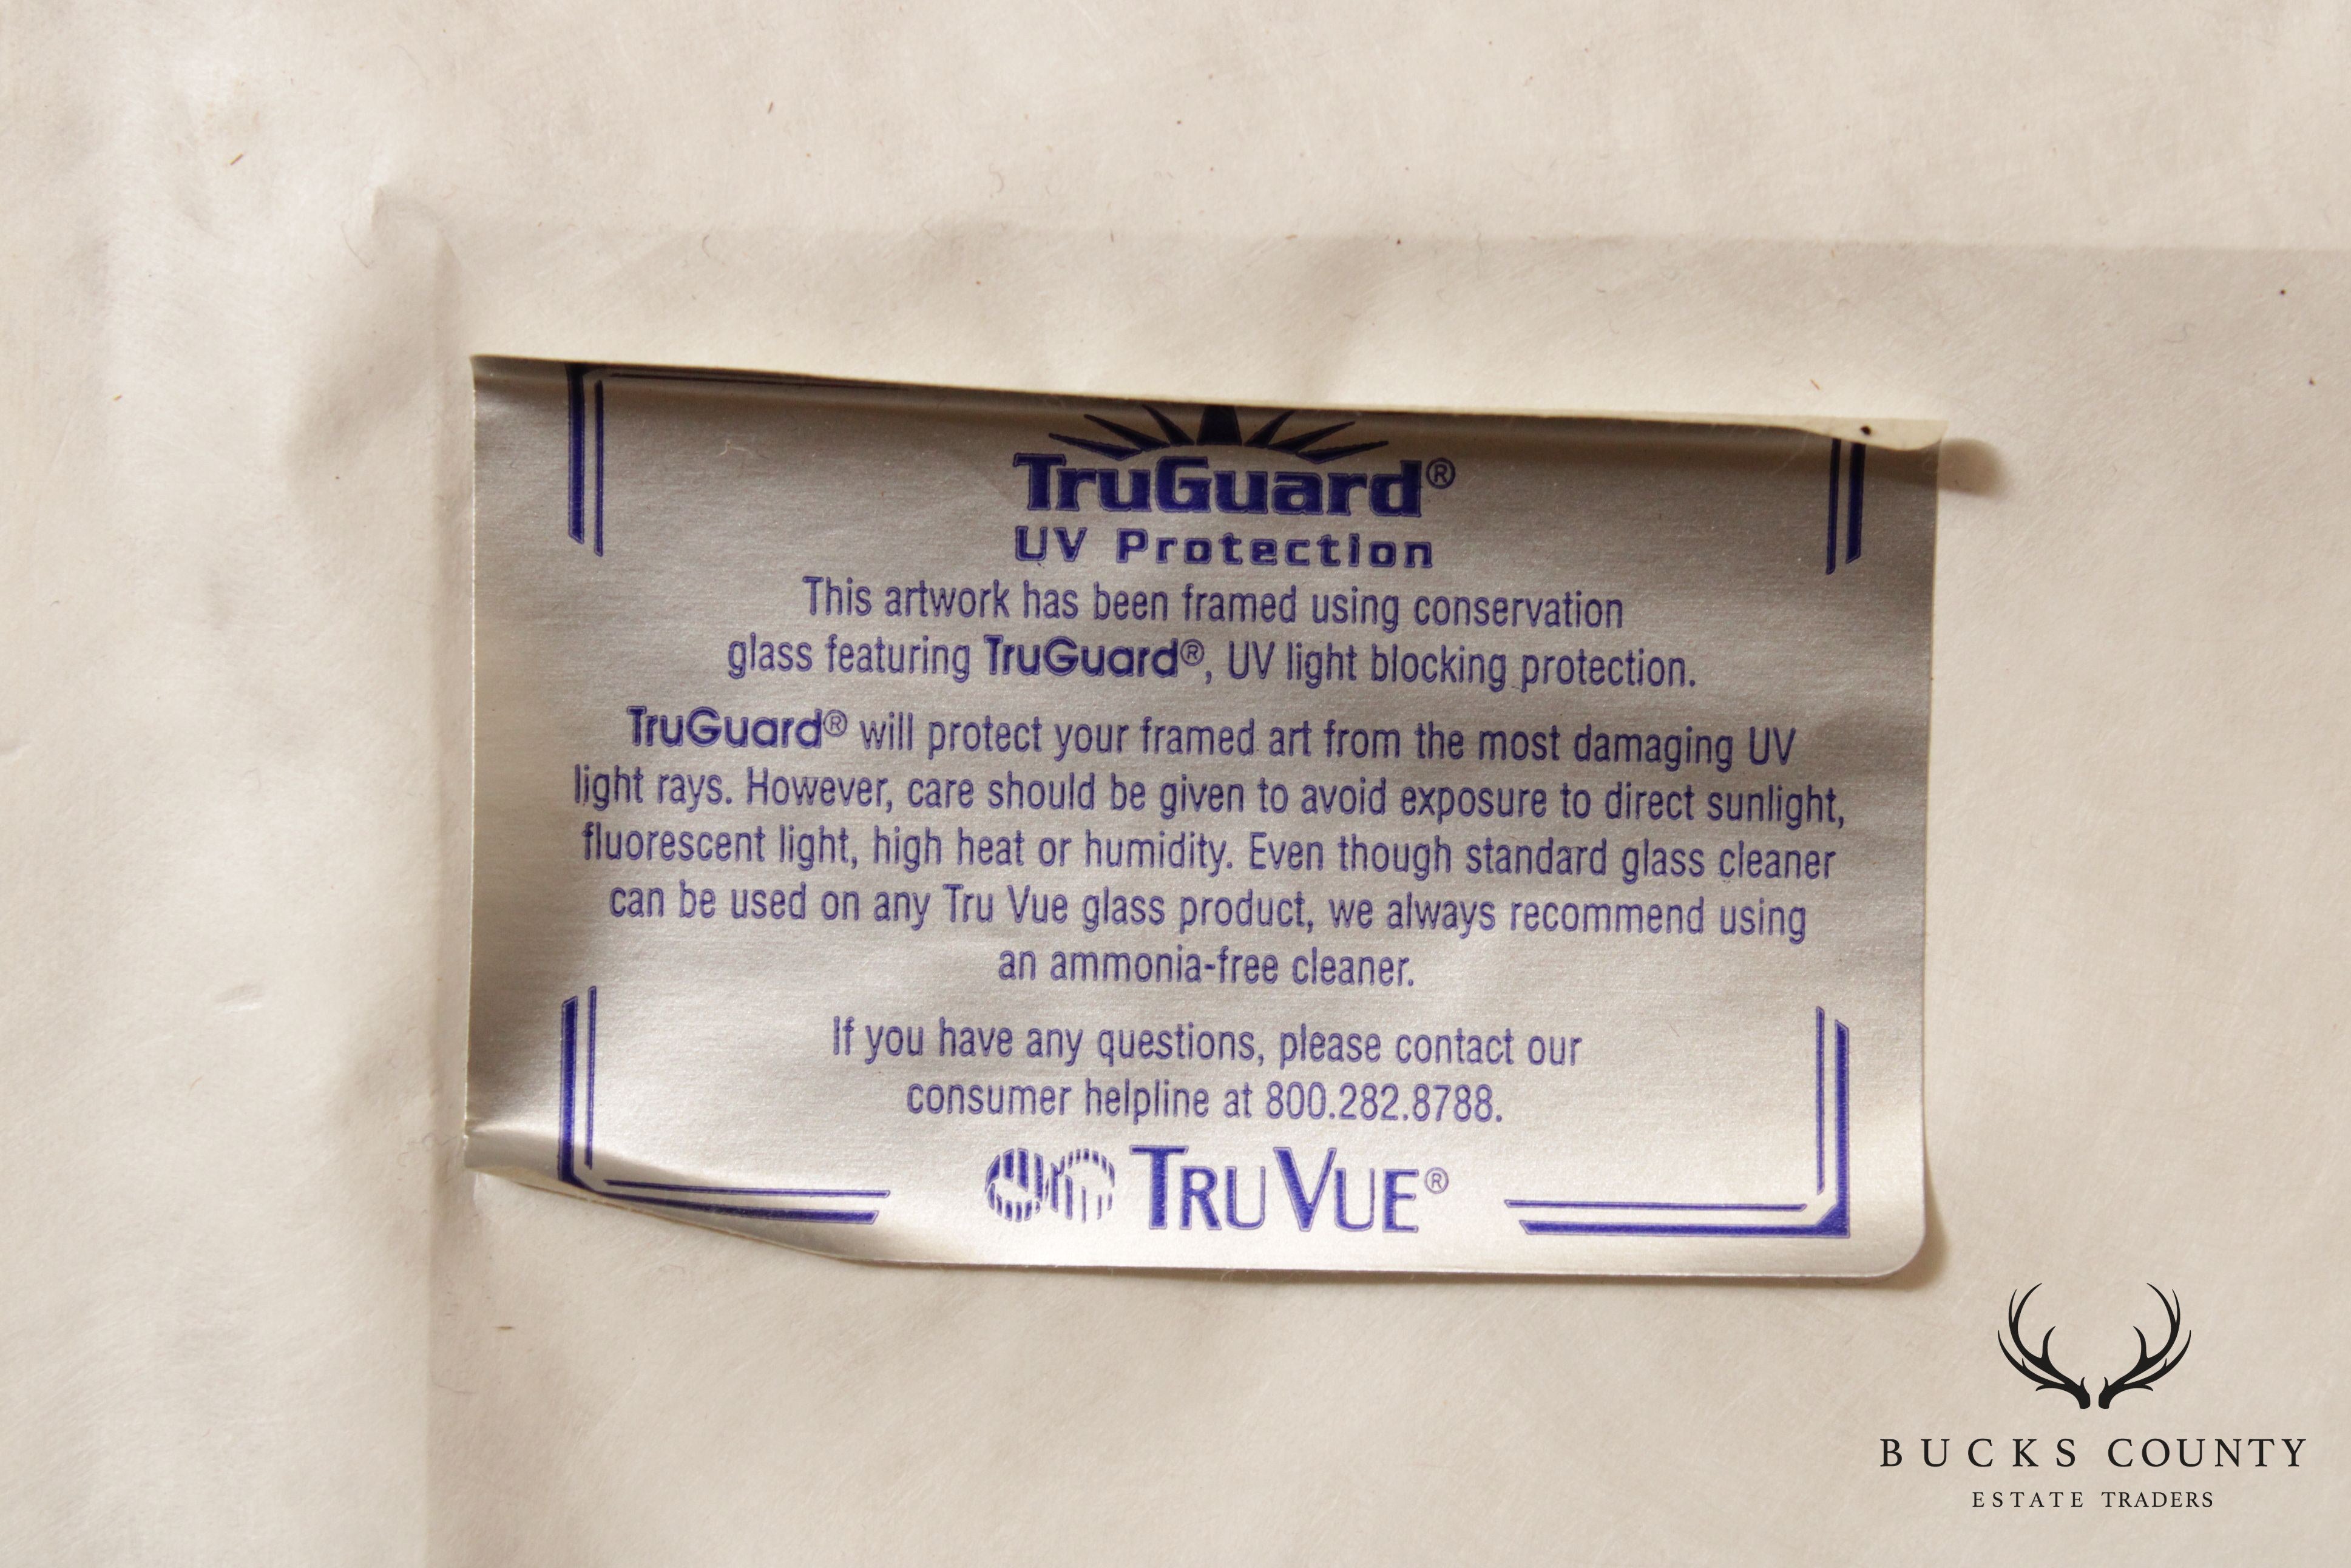 TruGuard®
UV Protection
This artwork has been framed using conservation
glass featuring TruGuard®, UV light blocking protection.
TruGuard® will protect your framed art from the most damaging UV
light rays. However, care should be given to avoid exposure to direct sunlight,
fluorescent light, high heat or humidity. Even though standard glass cleaner
can be used on any Tru Vue glass product, we always recommend using
an ammonia-free cleaner.
If you have any questions, please contact our
consumer helpline at 800.282.8788.
TRU VUE®
BUCKS COUNTY
ESTATE TRADERS